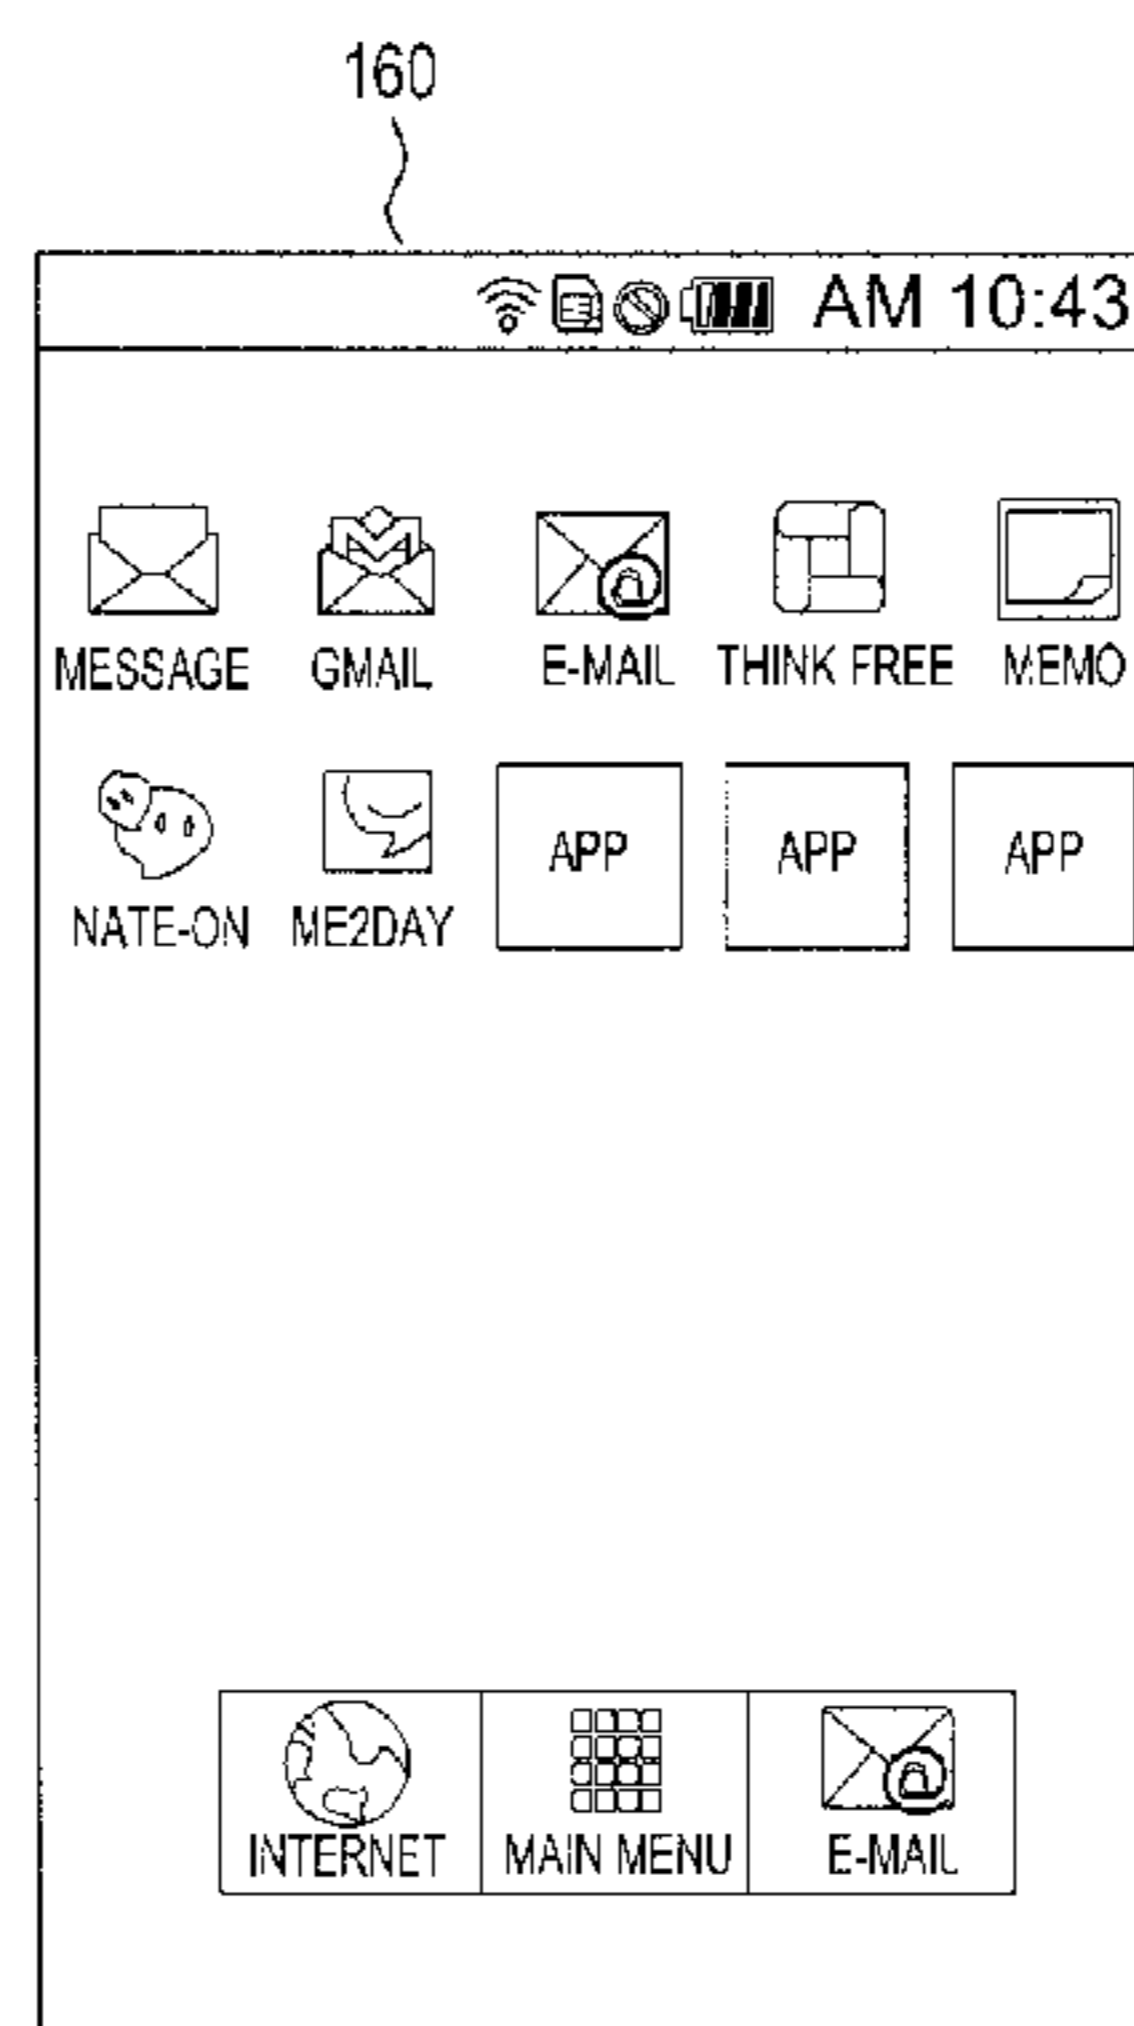 160
AM 10:43
MESSAGE GMAIL E-MAIL THINK FREE MEMO
NATE-ON ME2DAY APP APP APP
INTERNET MAIN MENU E-MAIL